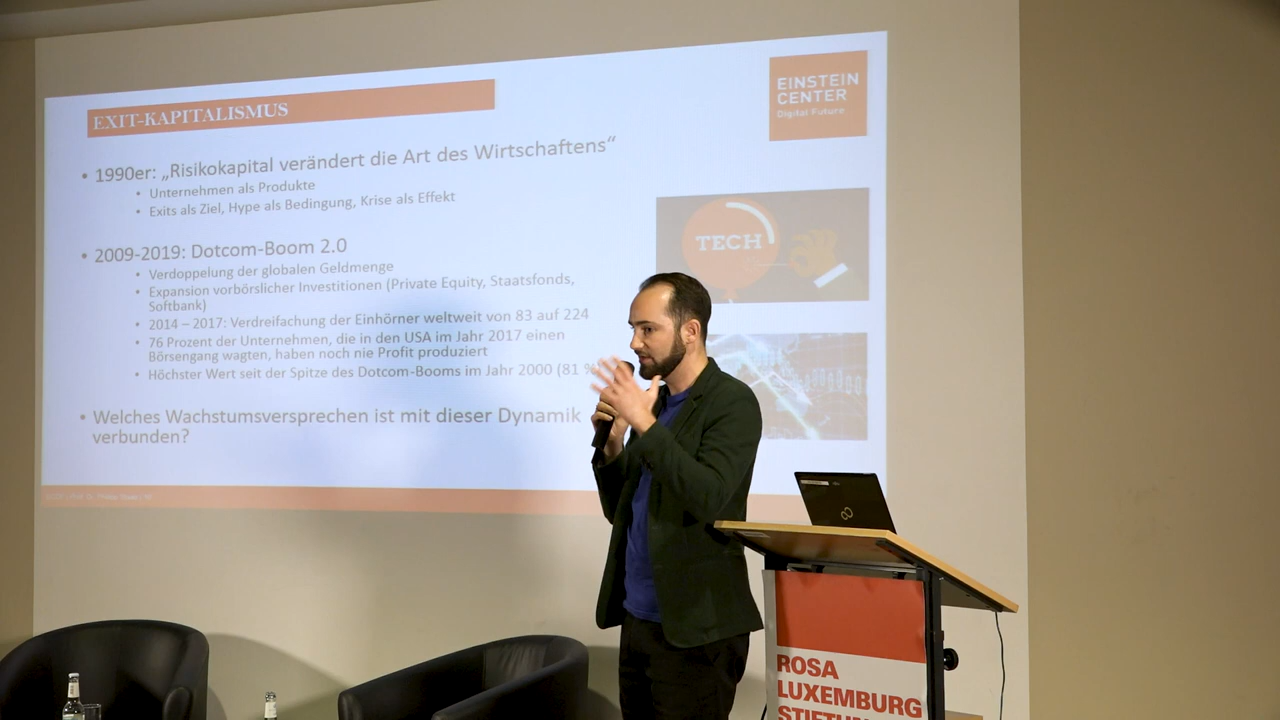 EXIT-KAPITALISMUS
EINSTEIN
CENTER
Digital Future
• 1990er: „Risikokapital verändert die Art des Wirtschaftens“
• Unternehmen als Produkte
• Exits als Ziel, Hype als Bedingung, Krise als Effekt
TECH
• 2009-2019: Dotcom-Boom 2.0
• Verdoppelung der globalen Geldmenge
• Expansion vorbörslicher Investitionen (Private Equity, Staatsfonds,
Softbank)
• 2014 – 2017: Verdreifachung der Einhörner weltweit von 83 auf 224
• 76 Prozent der Unternehmen, die in den USA im Jahr 2017 einen
Börsengang wagten, haben noch nie Profit produziert
• Höchster Wert seit der Spitze des Dotcom-Booms im Jahr 2000 (81 %
• Welches Wachstumsversprechen ist mit dieser Dynamik
verbunden?
ROSA
LUXEMBURG